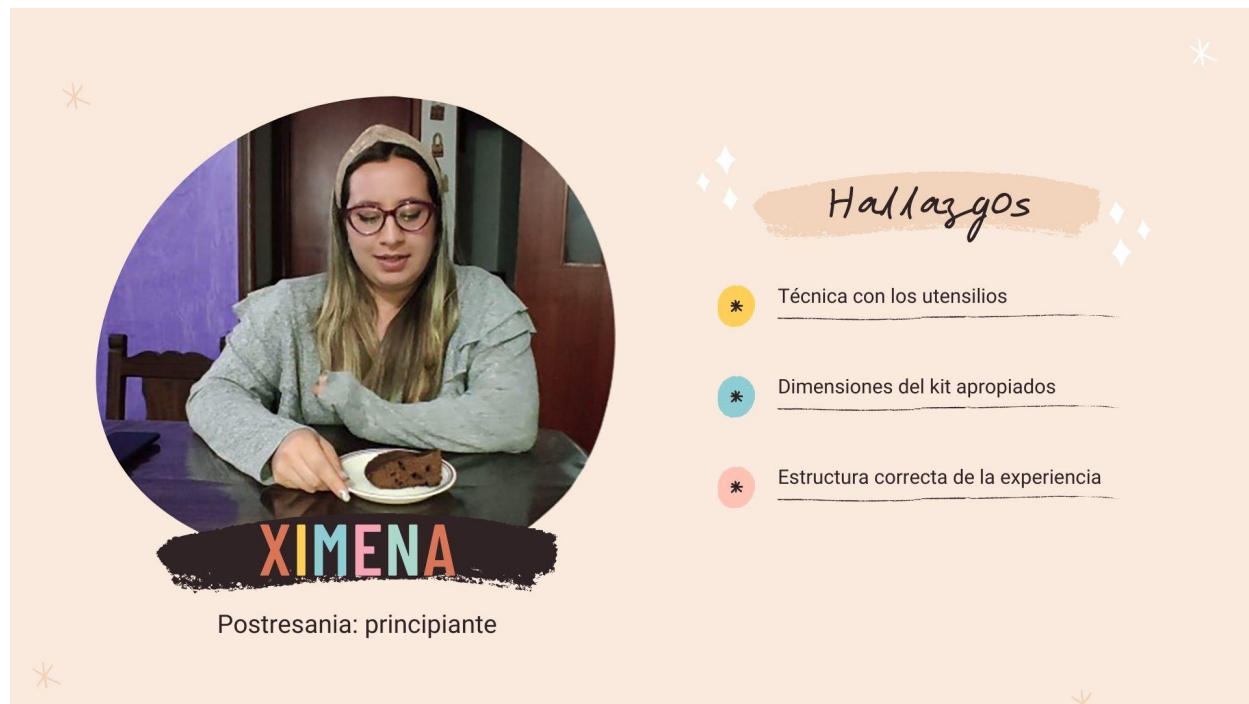 Hallazgos
Técnica con los utensilios
Dimensiones del kit apropiados
Estructura correcta de la experiencia
XIMENA
Postresania: principiante